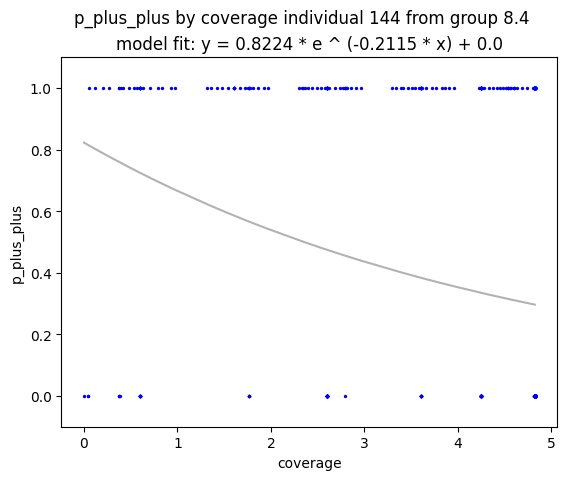 p_plus_plus by coverage individual 144 from group 8.4
model fit: y = 0.8224 * e ^ (-0.2115 * x) + 0.0
1.0
0.8
0.6
0.4
0.2
0.0
p_plus_plus
0 1 2 3 4 5
coverage